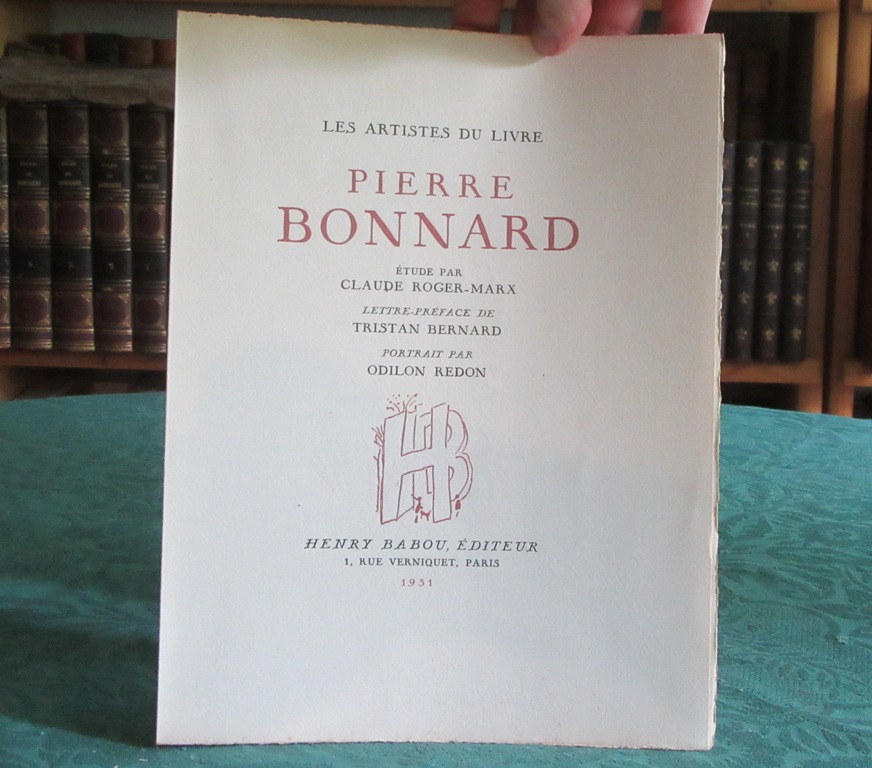 LES ARTISTES DU LIVRE
PIERRE
BONNARD
ÉTUDE PAR
CLAUDE ROGER-MARX
LETTRE-PRÉFACE DE
TRISTAN BERNARD
PORTRAIT PAR
ODILON REDON
HB
HENRY BABOU, ÉDITEUR
1, RUE VERNIQUET, PARIS
1931